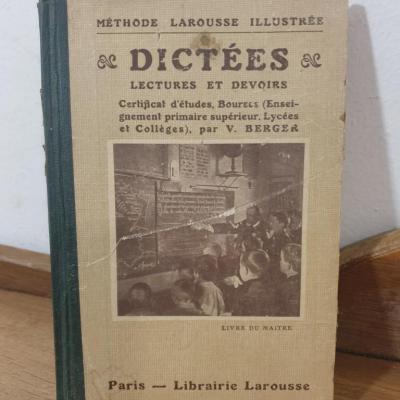 MÉTHODE LAROUSSE ILLUSTRÉE
DICTÉES
LECTURES ET DEVOIRS
Certificat d'études, Bourses (Ensei-
gnement primaire supérieur, Lycées
et Collèges), par V. BERGER
LIVRE DU MAITRE
Paris — Librairie Larousse